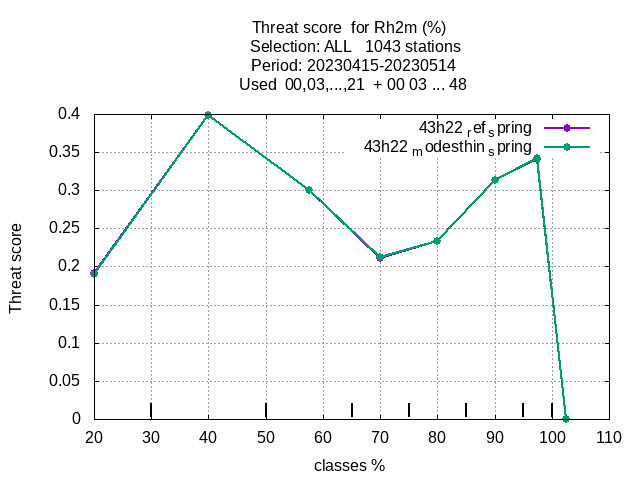 Threat score  for Rh2m (%)
Selection: ALL   1043 stations
Period: 20230415-20230514
Used  00,03,...,21  + 00 03 ... 48
43h22 ref spring
43h22 modesthin spring
0.4
0.35
0.3
0.25
0.2
0.15
0.1
0.05
0
Threat score
20 30 40 50 60 70 80 90 100 110
classes %